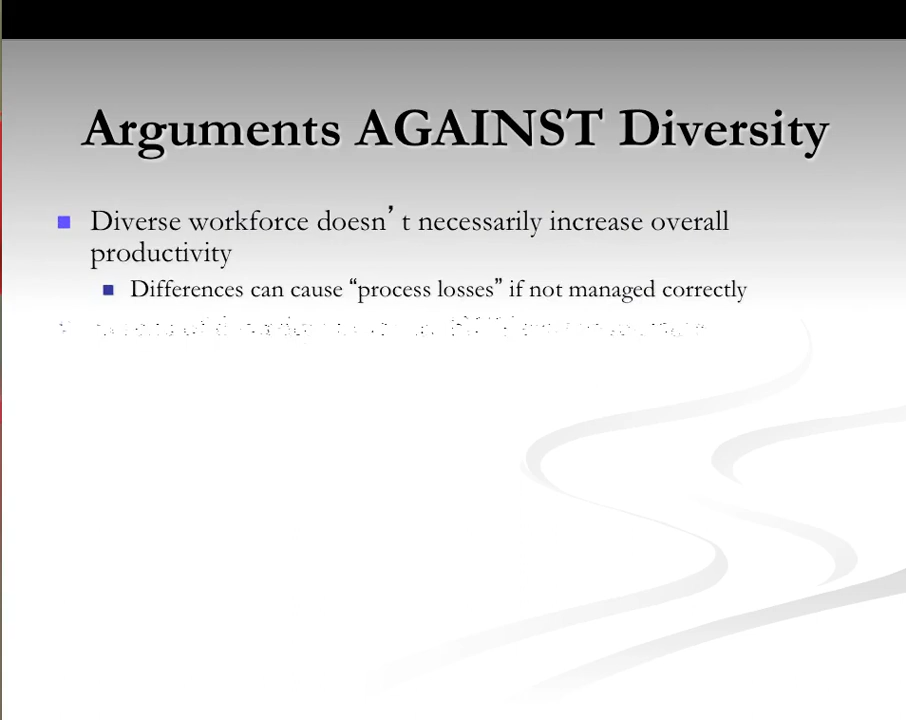 Arguments AGAINST Diversity
Diverse workforce doesn’ t necessarily increase overall
productivity
Differences can cause “process losses” if not managed correctly